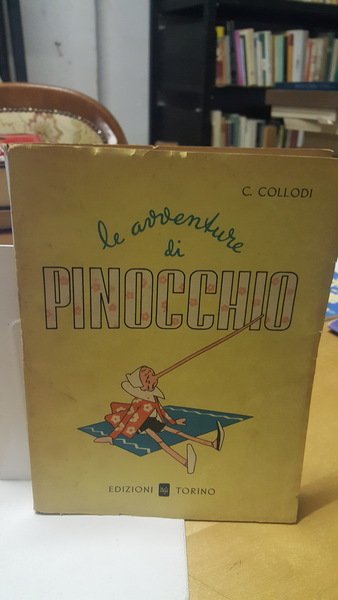 C. COLLODI
le avventure
di
PINOCCHIO
EDIZIONI TORINO